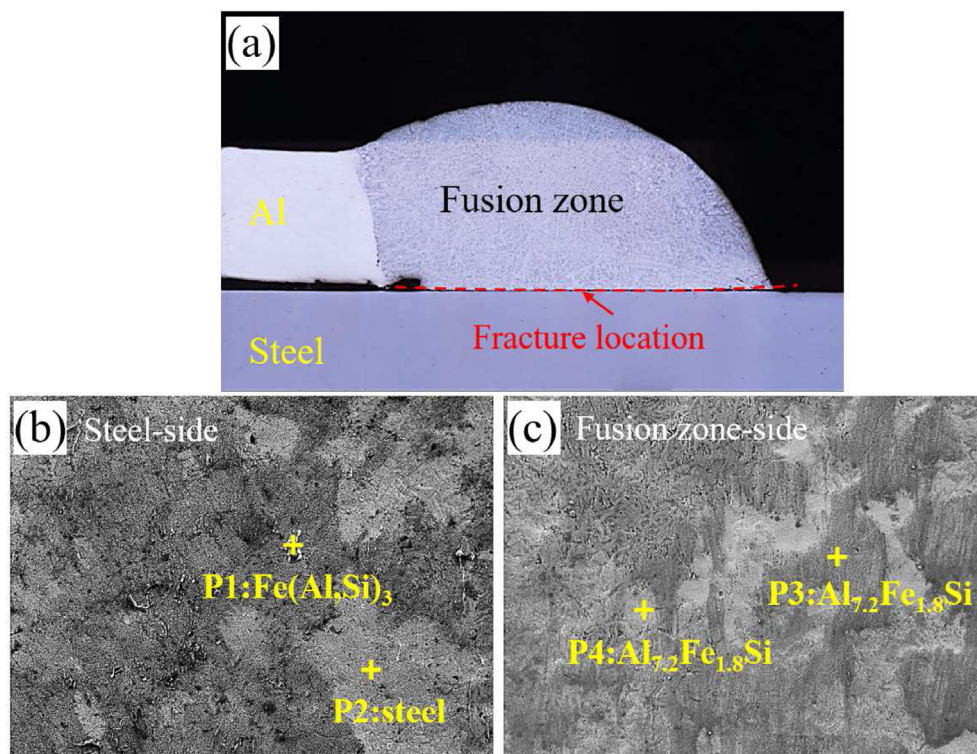 (a)
Al
Fusion zone
Steel
Fracture location
(b) Steel-side
P1:Fe(Al,Si)₃
P2:steel
(c) Fusion zone-side
P3:Al₇.₂Fe₁.₈Si
P4:Al₇.₂Fe₁.₈Si